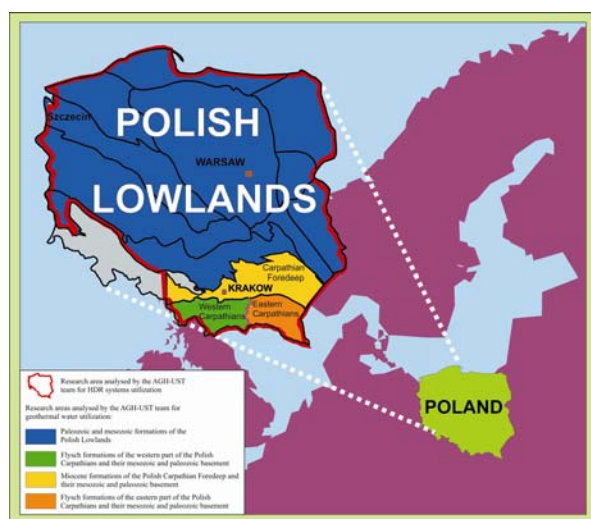 Szczecin
POLISH
WARSAW
LOWLANDS
Carpathian
Foredeep
KRAKOW
Western
Carpathians
Eastern
Carpathians
POLAND
Research area analysed by the AGH-UST
team for HDR systems utilization
Research areas analysed by the AGH-UST team for
geothermal water utilization:
Paleozoic and mesozoic formations of the
Polish Lowlands
Flysch formations of the western part of the Polish
Carpathians and their mesozoic and paleozoic basement
Miocene formations of the Polish Carpathian Foredeep and
their mesozoic and paleozoic basement
Flysch formations of the eastern part of the Polish
Carpathians and their mesozoic and paleozoic basement